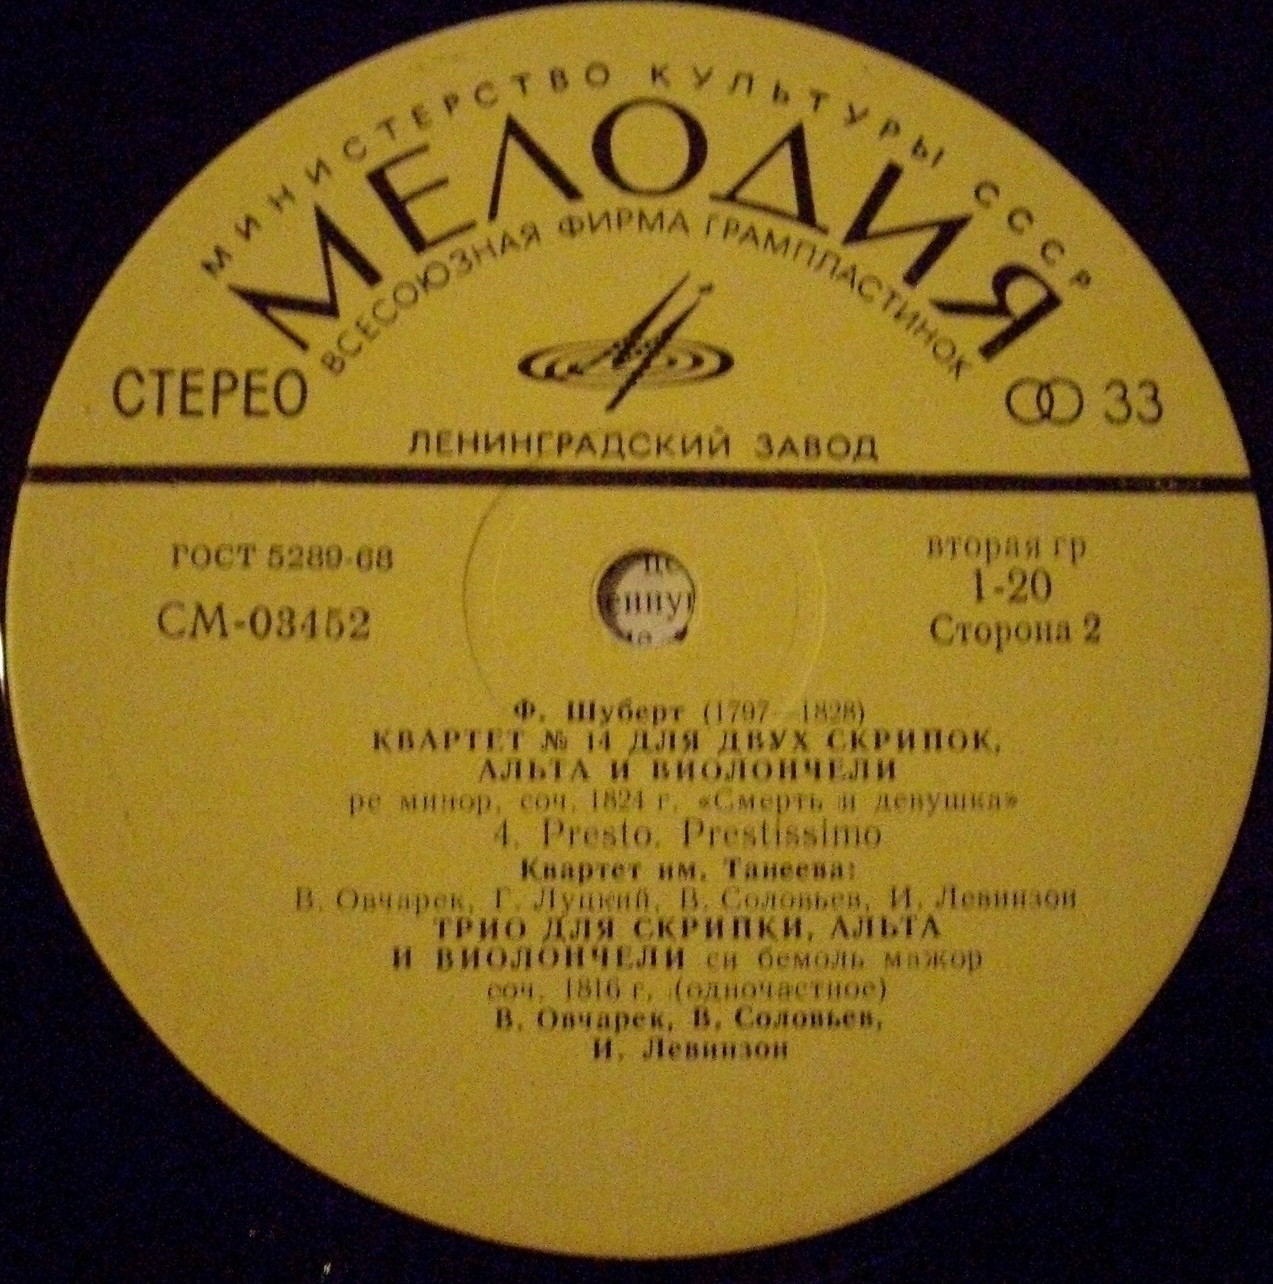 МИНИСТЕРСТВО КУЛЬТУРЫ СССР
МЕЛОДИЯ
ВСЕСОЮЗНАЯ ФИРМА ГРАМПЛАСТИНОК
СТЕРЕО
33
ЛЕНИНГРАДСКИЙ ЗАВОД
ГОСТ 5289-68
вторая гр
СМ-03452
1-20
Сторона 2
Ф. Шуберт (1797—1828)
КВАРТЕТ № 14 ДЛЯ ДВУХ СКРИПОК,
АЛЬТА И ВИОЛОНЧЕЛИ
ре минор, соч. 1824 г. «Смерть и девушка»
4. Presto. Prestissimo
Квартет им. Танеева:
В. Овчарек, Г. Луцкий, В. Соловьев, И. Левинзон
ТРИО ДЛЯ СКРИПКИ, АЛЬТА
И ВИОЛОНЧЕЛИ си бемоль мажор
соч. 1816 г. (одночастное)
В. Овчарек, В. Соловьев,
И. Левинзон